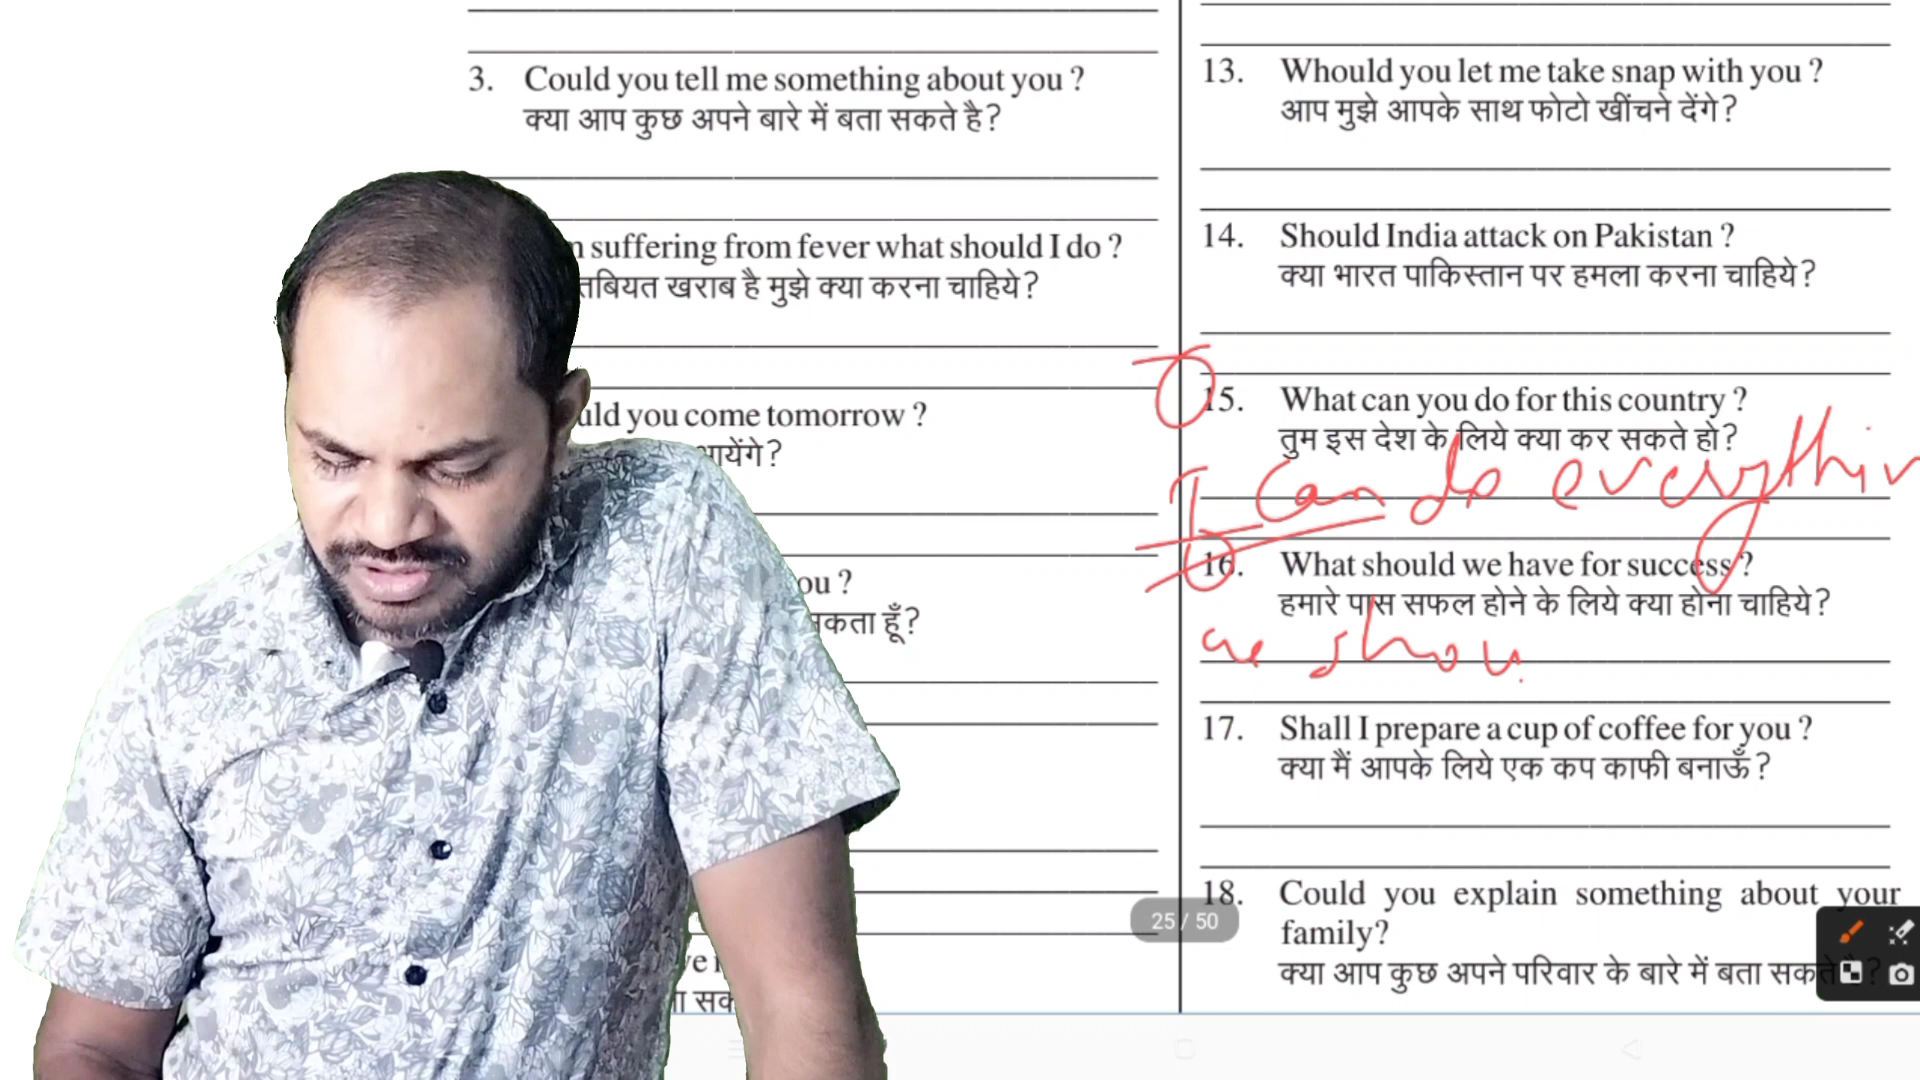 3. Could you tell me something about you ?
क्या आप कुछ अपने बारे में बता सकते है?
suffering from fever what should I do ?
तबियत खराब है मुझे क्या करना चाहिये?
you come tomorrow ?
13. Whould you let me take snap with you ?
आप मुझे आपके साथ फोटो खींचने देंगे?
14. Should India attack on Pakistan ?
क्या भारत पाकिस्तान पर हमला करना चाहिये?
15. What can you do for this country ?
तुम इस देश के लिये क्या कर सकते हो?
I can do everythin
16. What should we have for success ?
हमारे पास सफल होने के लिये क्या होना चाहिये?
we shou
17. Shall I prepare a cup of coffee for you ?
क्या मैं आपके लिये एक कप काफी बनाऊँ?
18. Could you explain something about your
family?
क्या आप कुछ अपने परिवार के बारे में बता
25 / 50